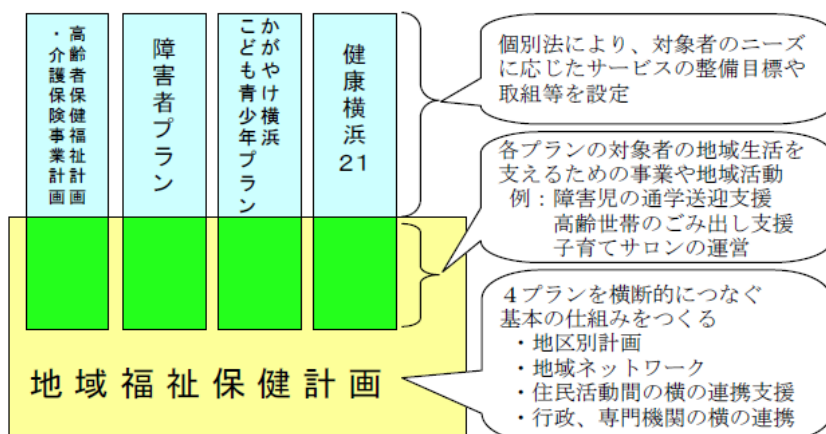 高齢者保健福祉計画
・介護保険事業計画
障害者プラン
かがやけ横浜
こども青少年プラン
健康横浜21
個別法により、対象者のニーズ
に応じたサービスの整備目標や
取組等を設定
各プランの対象者の地域生活を
支えるための事業や地域活動
例：障害児の通学送迎支援
高齢世帯のごみ出し支援
子育てサロンの運営
４プランを横断的につなぐ
基本の仕組みをつくる
・地区別計画
・地域ネットワーク
・住民活動間の横の連携支援
・行政、専門機関の横の連携
地域福祉保健計画